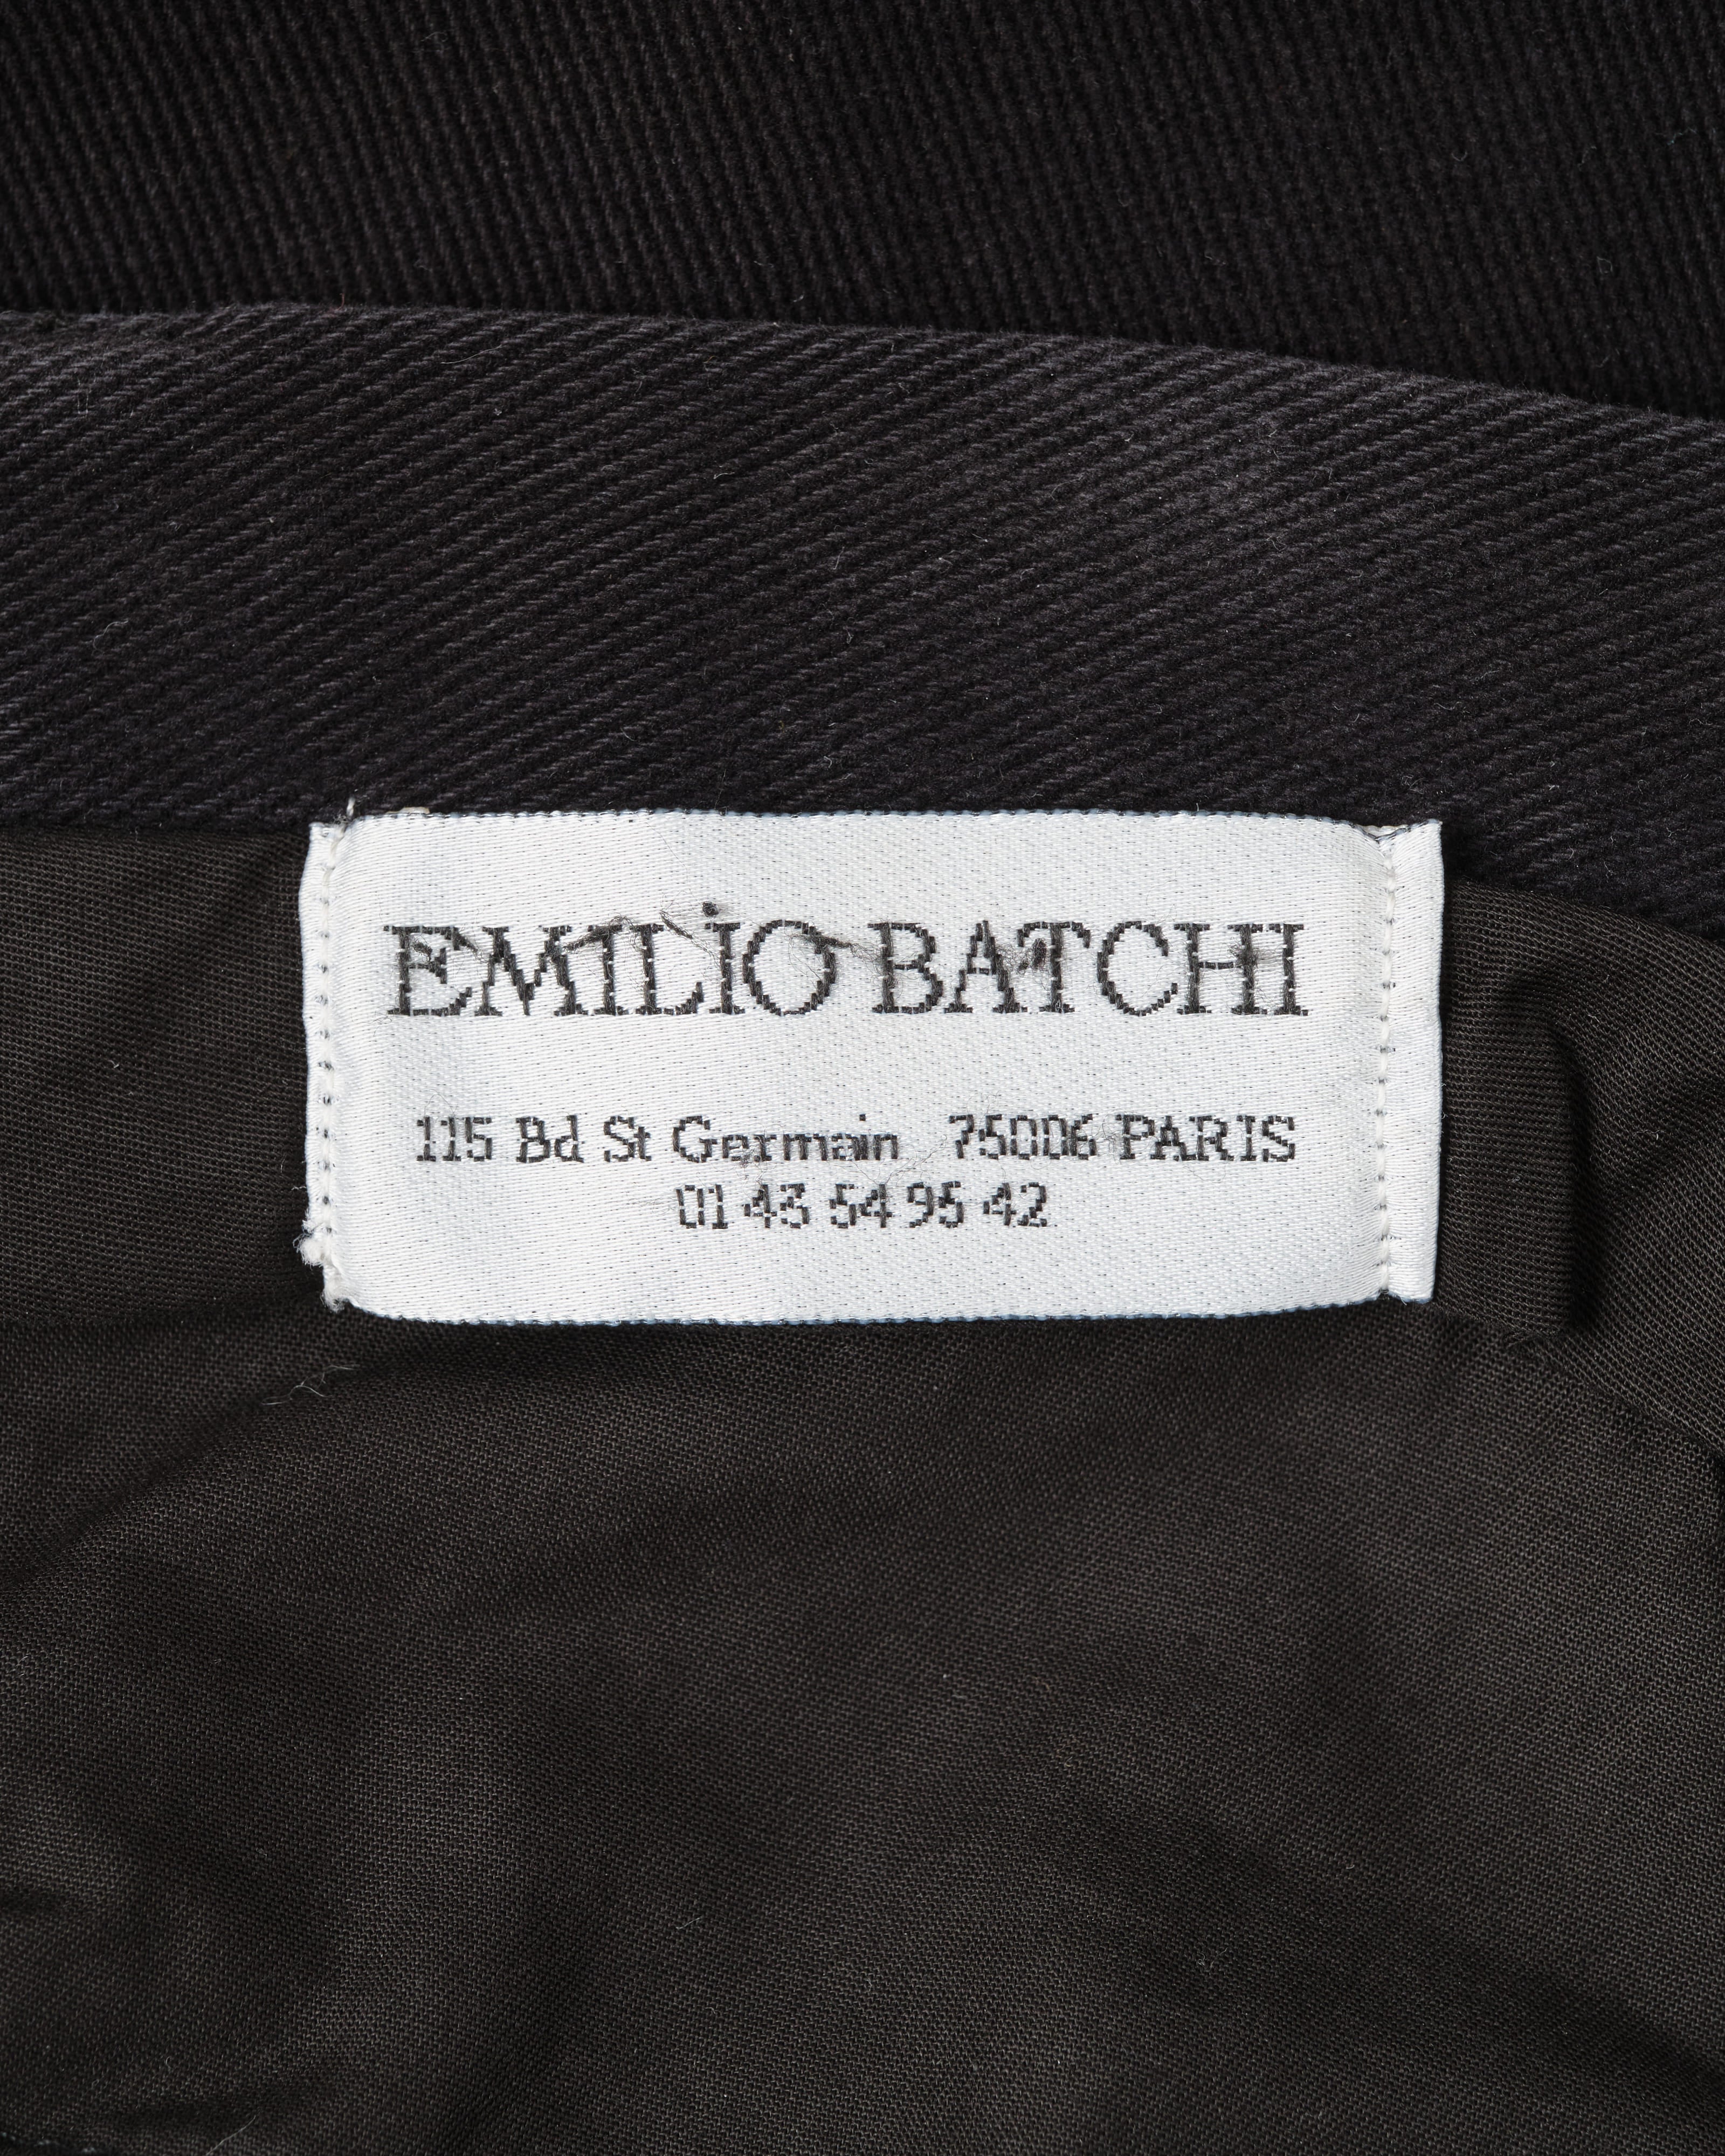 EMILIO BATCHI
115 Bd St Germain 75006 PARIS
01 43 54 95 42